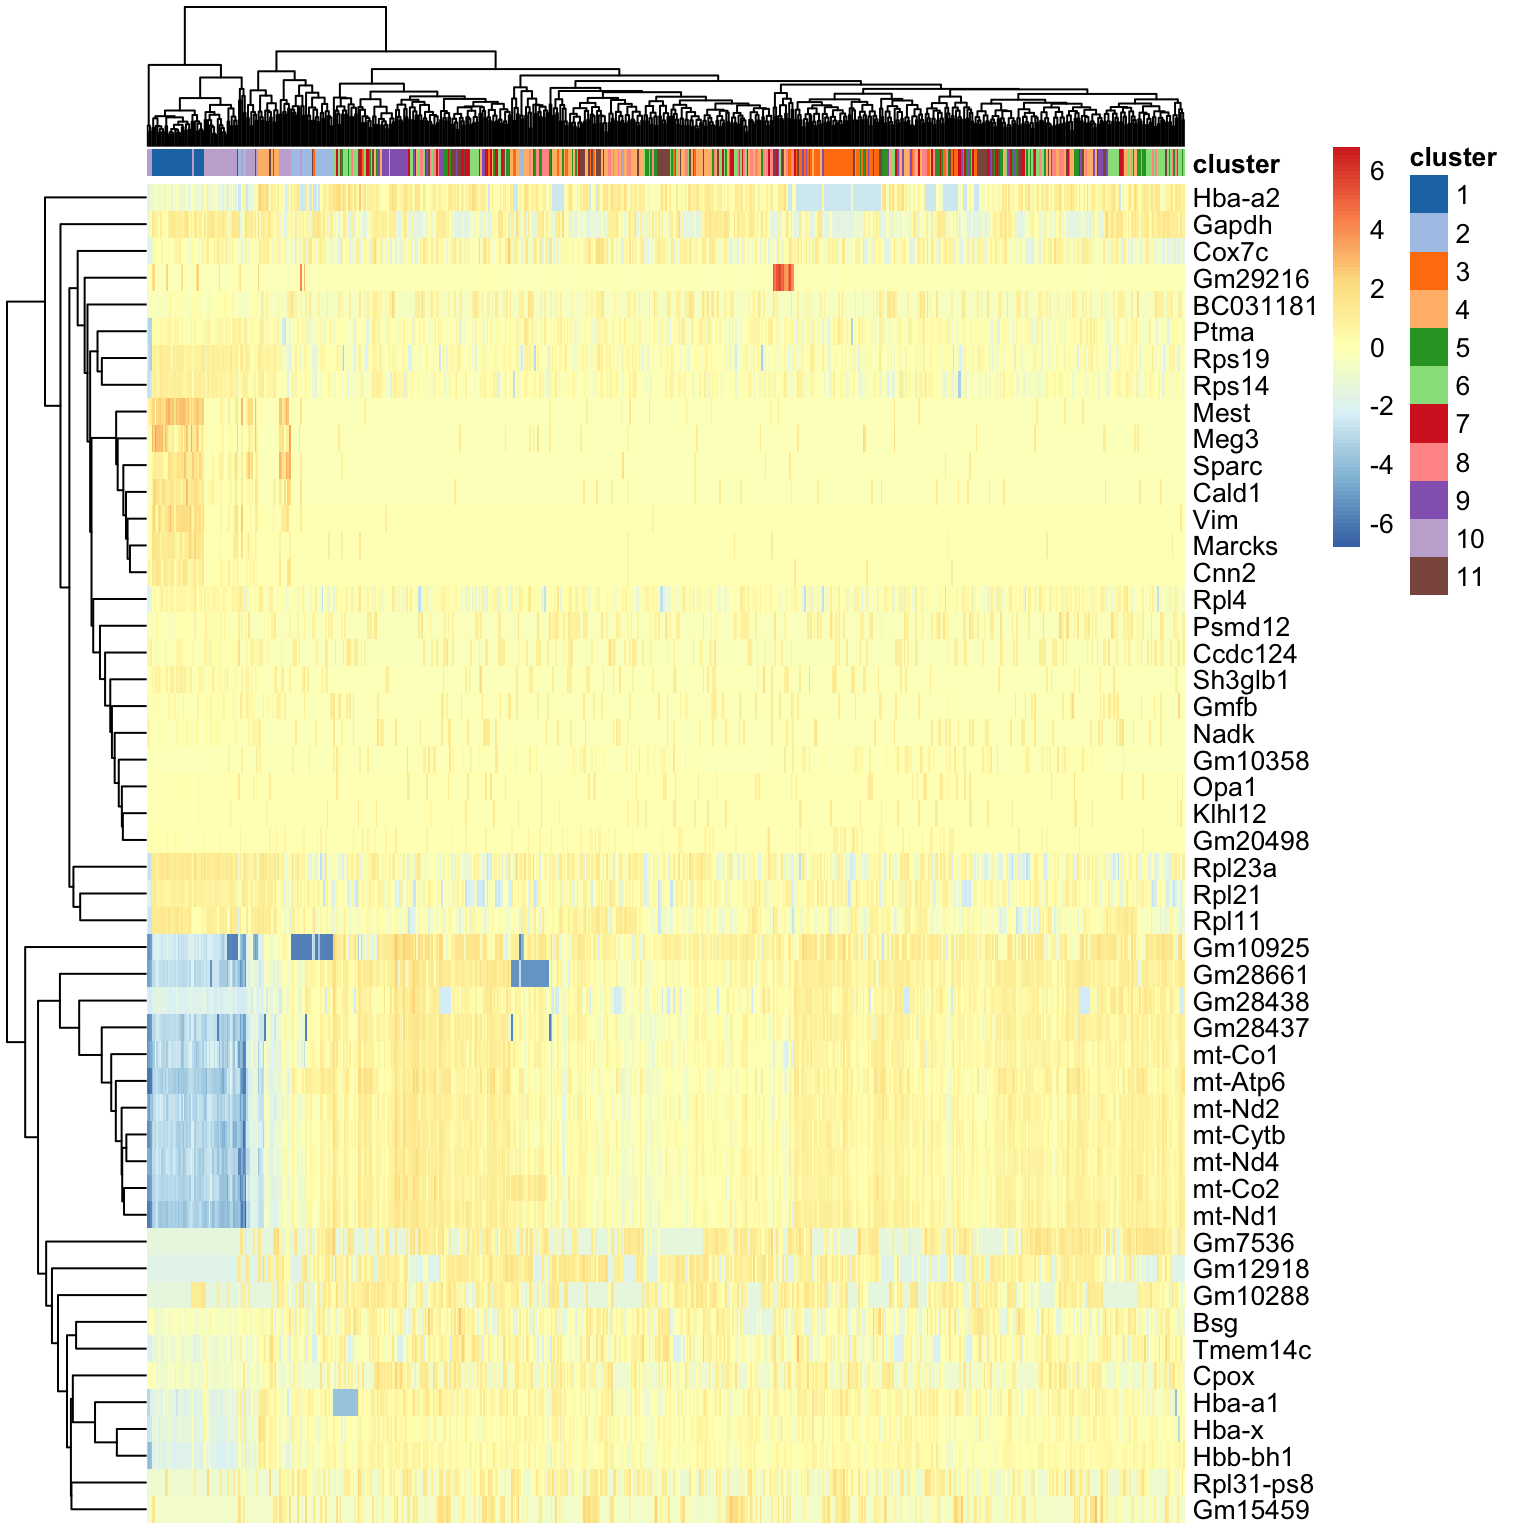 cluster
Hba-a2
Gapdh
Cox7c
Gm29216
BC031181
Ptma
Rps19
Rps14
Mest
Meg3
Sparc
Cald1
Vim
Marcks
Cnn2
Rpl4
Psmd12
Ccdc124
Sh3glb1
Gmfb
Nadk
Gm10358
Opa1
Klhl12
Gm20498
Rpl23a
Rpl21
Rpl11
Gm10925
Gm28661
Gm28438
Gm28437
mt-Co1
mt-Atp6
mt-Nd2
mt-Cytb
mt-Nd4
mt-Co2
mt-Nd1
Gm7536
Gm12918
Gm10288
Bsg
Tmem14c
Cpox
Hba-a1
Hba-x
Hbb-bh1
Rpl31-ps8
Gm15459
6
4
2
0
-2
-4
-6
cluster
1
2
3
4
5
6
7
8
9
10
11